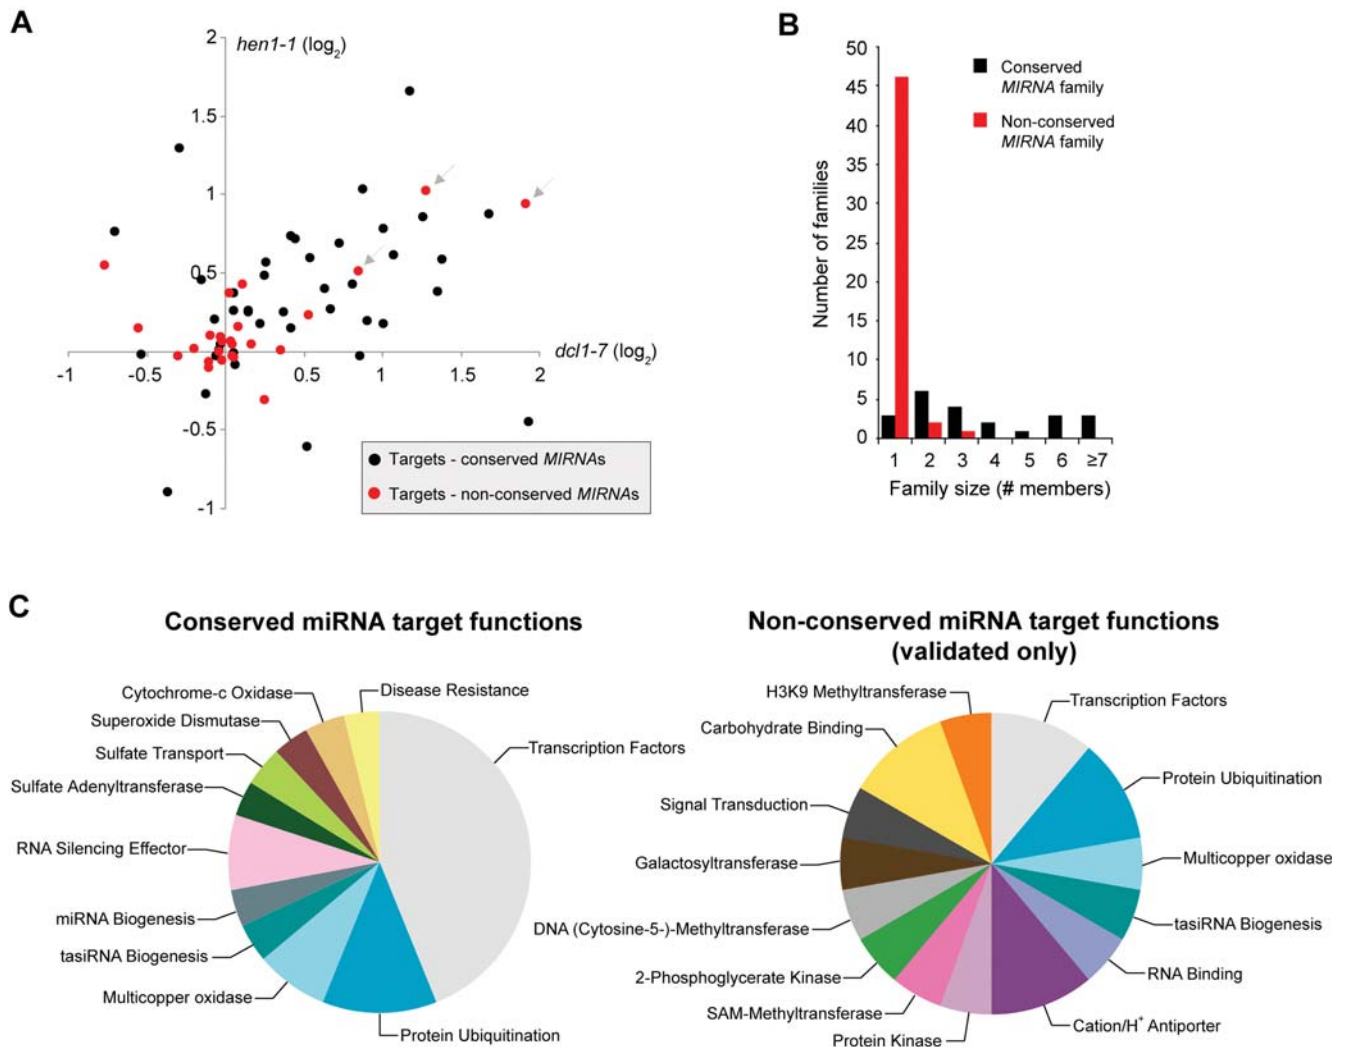 A
hen1-1 (log2)
2
1.5
1
0.5
-1
-0.5
0.5
1
1.5
2
dcl1-7 (log2)
-0.5
-1
Targets - conserved MIRNAs
Targets - non-conserved MIRNAs
B
50
45
40
35
30
25
20
15
10
5
0
Number of families
Conserved
MIRNA family
Non-conserved
MIRNA family
1 2 3 4 5 6 ≥7
Family size (# members)
C
Conserved miRNA target functions
Disease Resistance
Cytochrome-c Oxidase
Superoxide Dismutase
Sulfate Transport
Sulfate Adenyltransferase
RNA Silencing Effector
miRNA Biogenesis
tasiRNA Biogenesis
Multicopper oxidase
Protein Ubiquitination
Transcription Factors
Non-conserved miRNA target functions
(validated only)
H3K9 Methyltransferase
Carbohydrate Binding
Signal Transduction
Galactosyltransferase
DNA (Cytosine-5-)-Methyltransferase
2-Phosphoglycerate Kinase
SAM-Methyltransferase
Protein Kinase
Transcription Factors
Protein Ubiquitination
Multicopper oxidase
tasiRNA Biogenesis
RNA Binding
Cation/H+ Antiporter